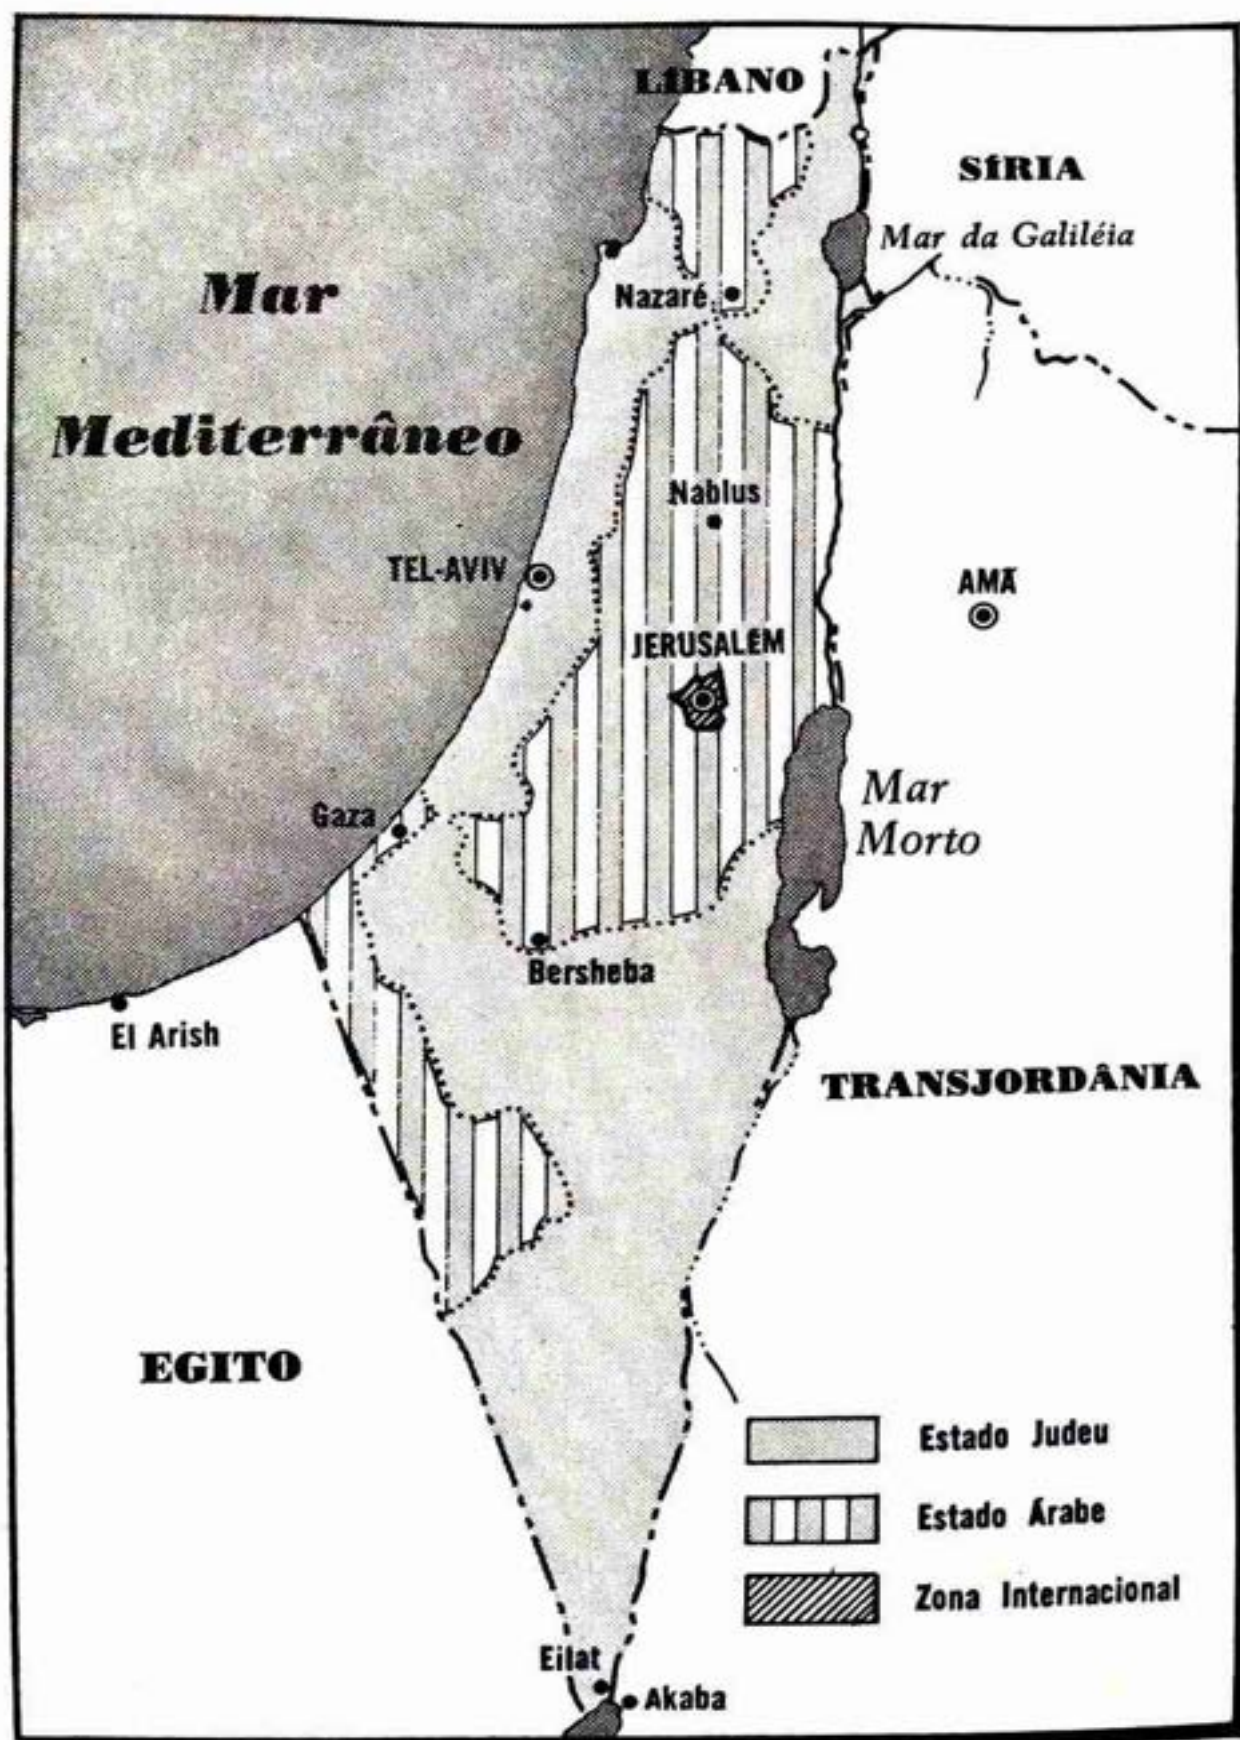 LÍBANO
SÍRIA
Mar da Galiléia
Mar
Mediterrâneo
Nazaré
Nablus
TEL-AVIV
AMÃ
JERUSALÉM
Mar
Morto
Gaza
Bersheba
El Arish
TRANSJORDÂNIA
EGITO
Estado Judeu
Estado Árabe
Zona Internacional
Eilat
Akaba